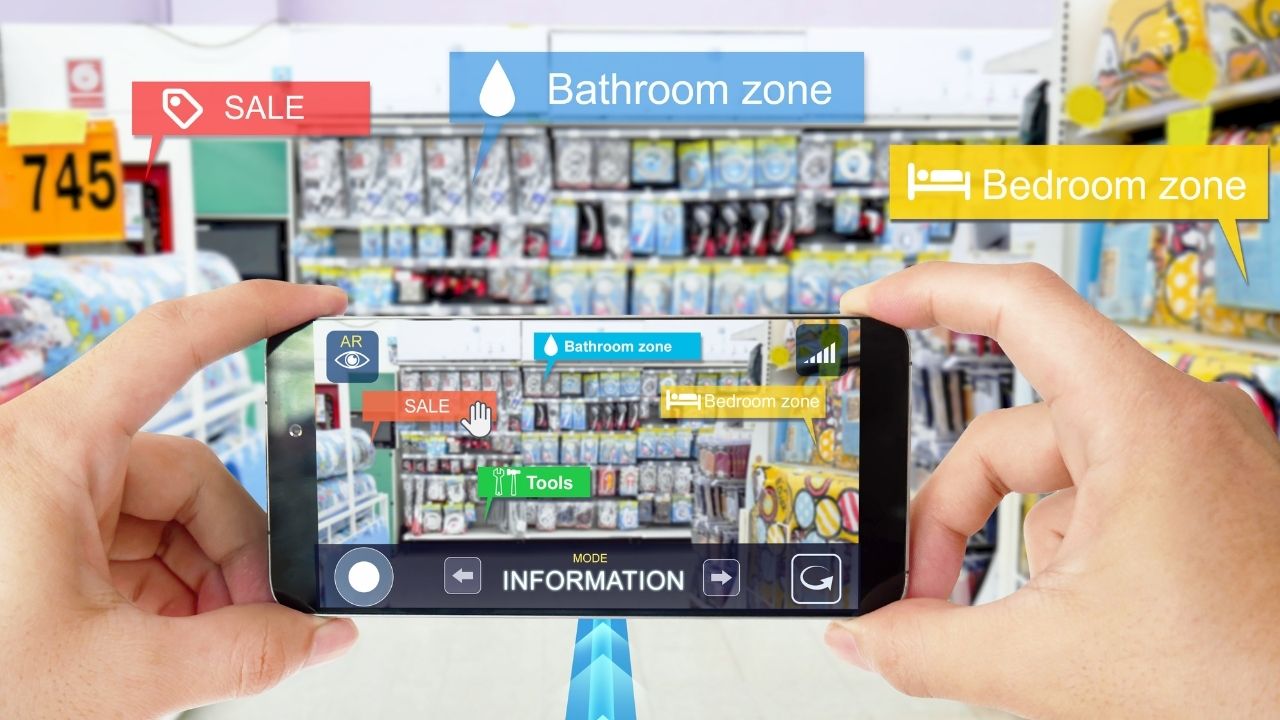 SALE
Bathroom zone
745
Bedroom zone
AR
Bathroom zone
SALE
Bedroom zone
Tools
MODE
INFORMATION